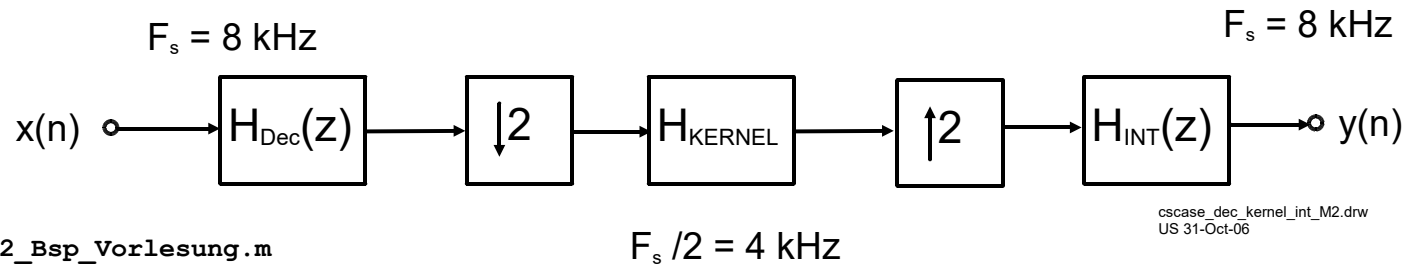 F_s = 8 kHz
F_s = 8 kHz
x(n) H_Dec(z) ↓2 H_KERNEL ↑2 H_INT(z) y(n)
cscase_dec_kernel_int_M2.drw
US 31-Oct-06
2_Bsp_Vorlesung.m
F_s /2 = 4 kHz